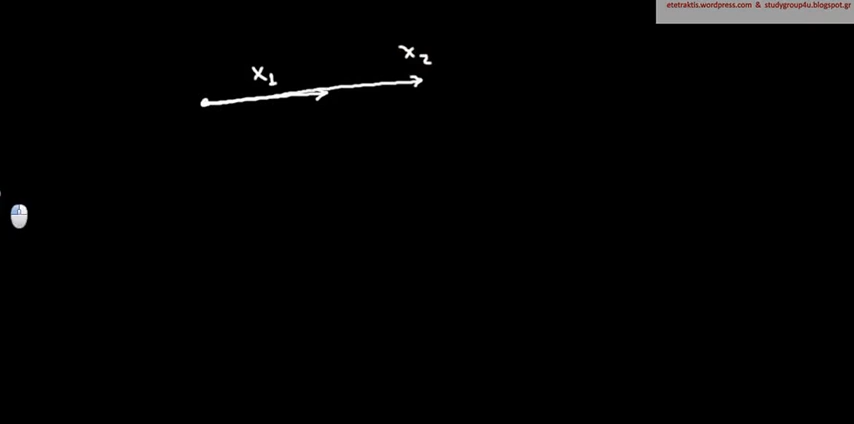 etetraktis.wordpress.com & studygroup4u.blogspot.gr
x₂
x₁